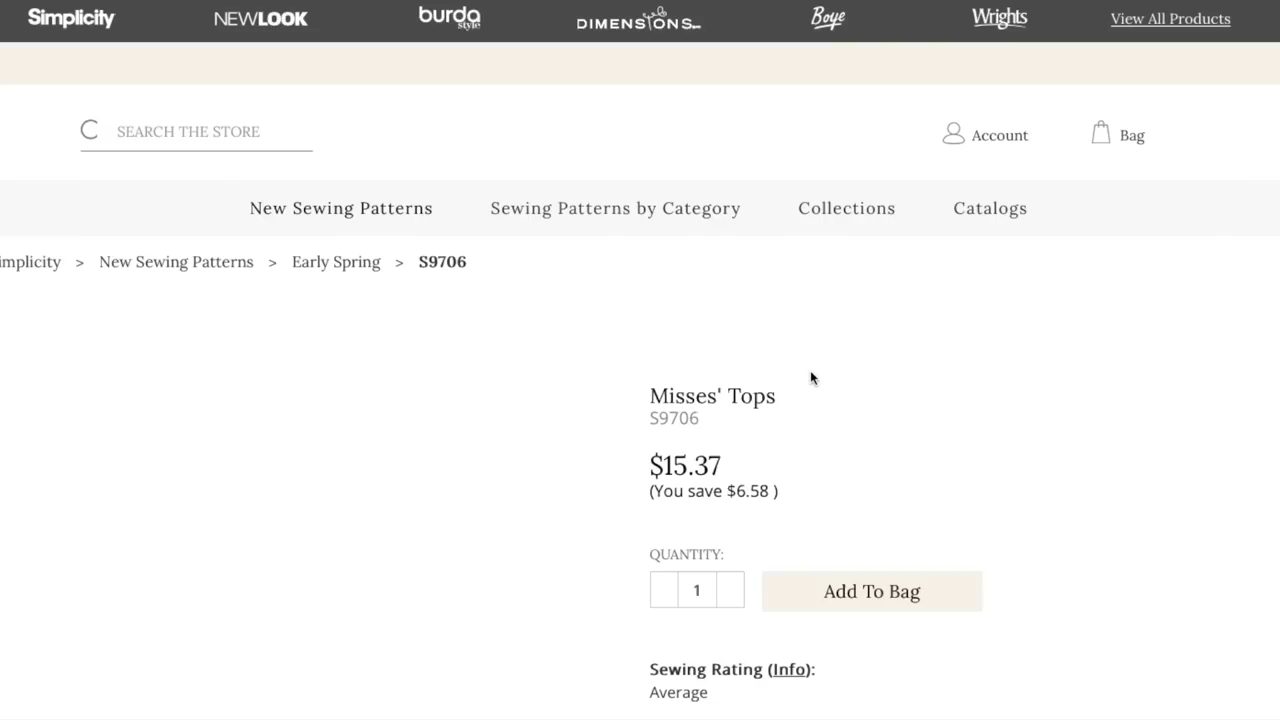 Simplicity NEWLOOK burda style DIMENSIONS Boye Wrights View All Products
SEARCH THE STORE
Account
Bag
New Sewing Patterns Sewing Patterns by Category Collections Catalogs
implicity > New Sewing Patterns > Early Spring > S9706
Misses' Tops
S9706
$15.37
(You save $6.58 )
QUANTITY:
1
Add To Bag
Sewing Rating (Info):
Average